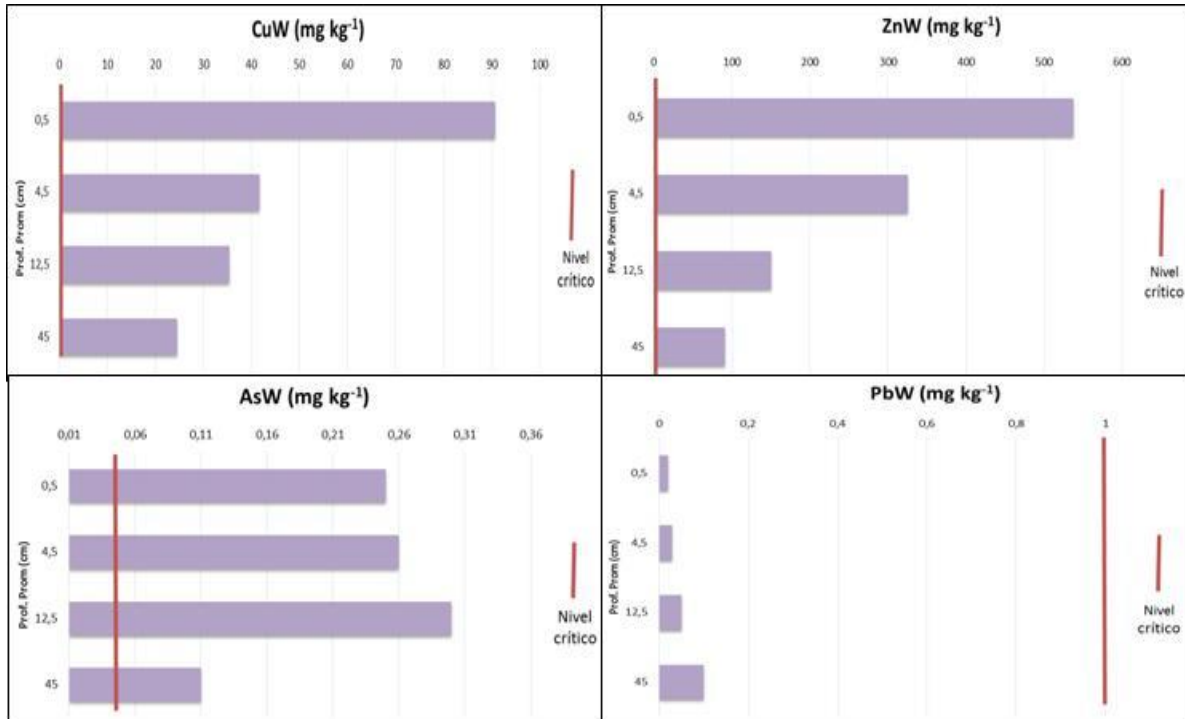 CuW (mg kg⁻¹)
0 10 20 30 40 50 60 70 80 90 100
Prof. Prom (cm)
0,5
4,5
12,5
45
Nivel
crítico
ZnW (mg kg⁻¹)
0 100 200 300 400 500 600
Prof. Prom (cm)
0,5
4,5
12,5
45
Nivel
crítico
AsW (mg kg⁻¹)
0,01 0,06 0,11 0,16 0,21 0,26 0,31 0,36
Prof. Prom (cm)
0,5
4,5
12,5
45
Nivel
crítico
PbW (mg kg⁻¹)
0 0,2 0,4 0,6 0,8 1
Prof. Prom (cm)
0,5
4,5
12,5
45
Nivel
crítico